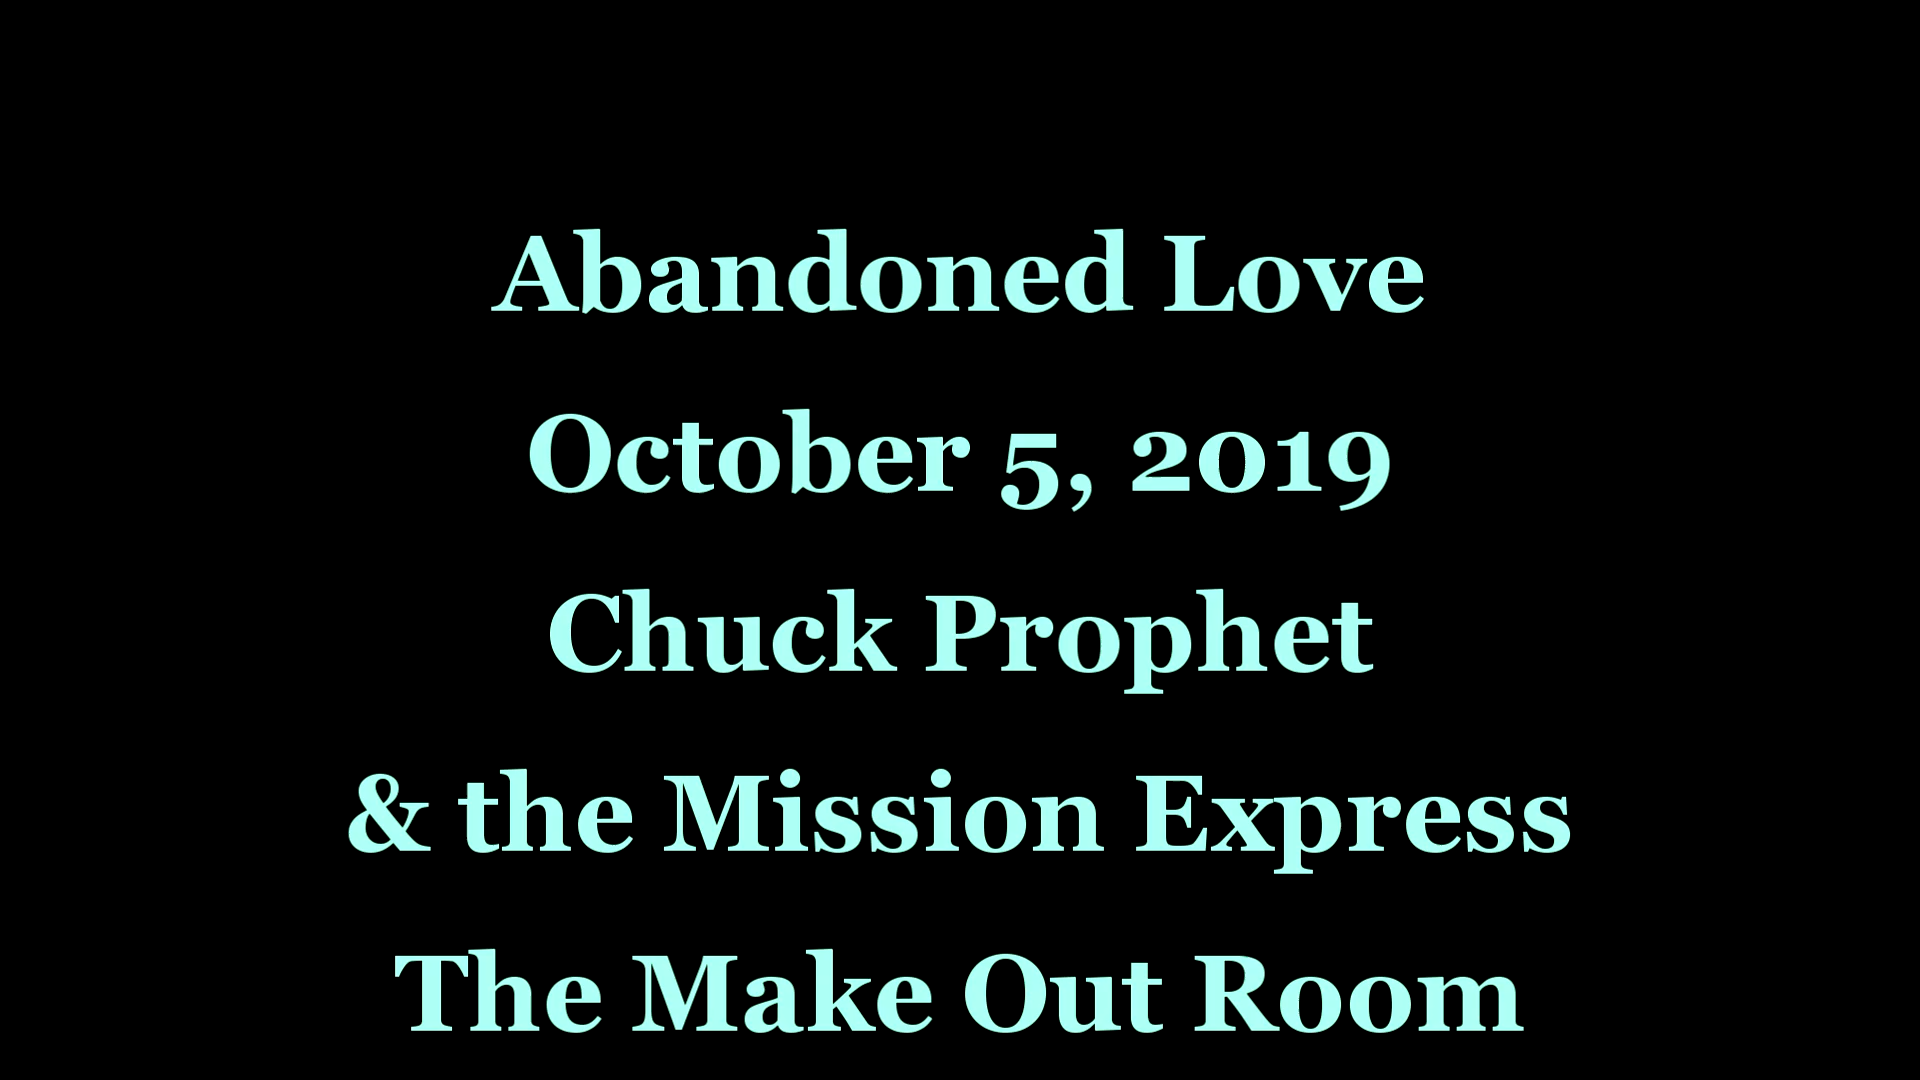 Abandoned Love
October 5, 2019
Chuck Prophet
& the Mission Express
The Make Out Room